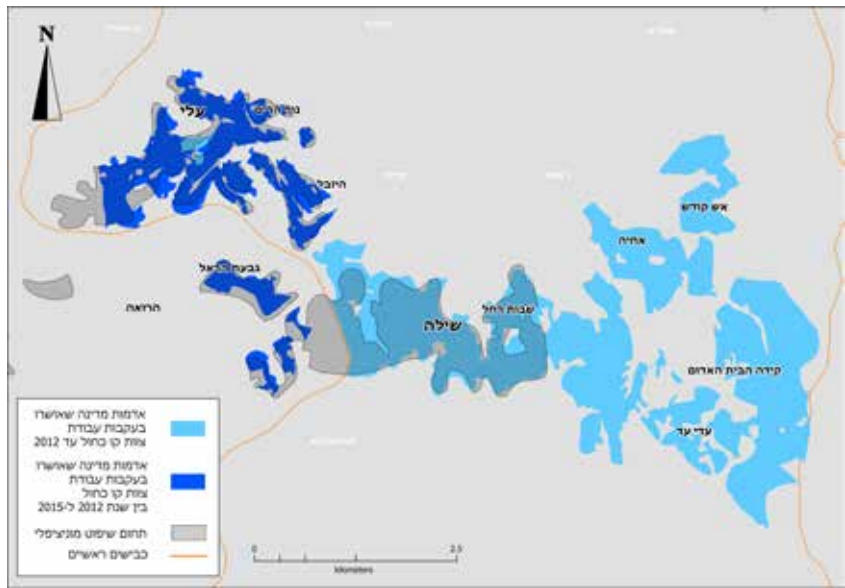 N
עלי
היובל
גבעת הראל
הרואה
שילה
שבות רחל
אחיה
אש קודש
קידה הבית האדום
עדי עד
אדמות מדינה שאושרו
בעקבות עבודת
צוות קו כחול עד 2012
אדמות מדינה שאושרו
בעקבות עבודת
צוות קו כחול
בין שנת 2012 ל-2015
תחום שיפוט מוניציפלי
כבישים ראשיים
0 2.5
kilometers